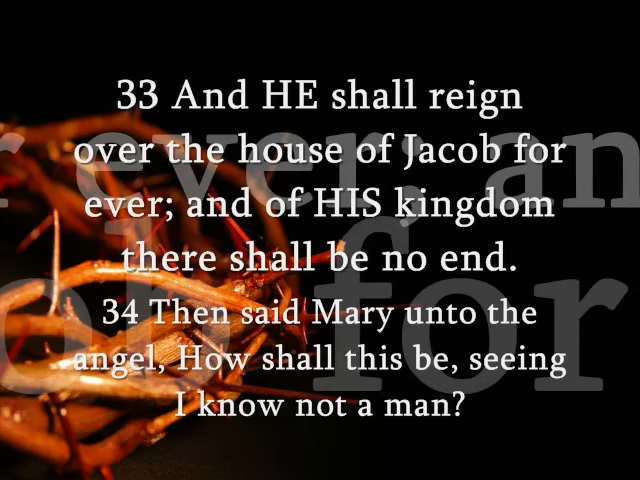 33 And HE shall reign
over the house of Jacob for
ever; and of HIS kingdom
there shall be no end.
34 Then said Mary unto the
angel, How shall this be, seeing
I know not a man?